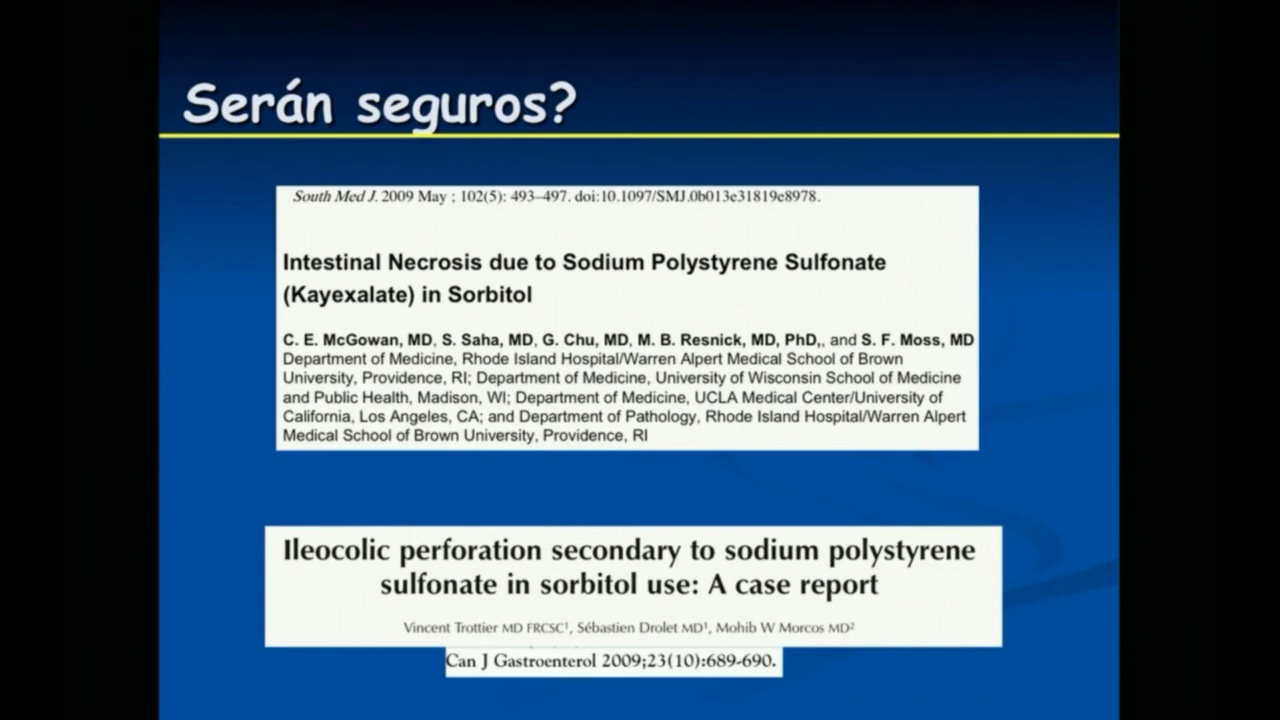 Serán seguros?
South Med J. 2009 May ; 102(5): 493–497. doi:10.1097/SMJ.0b013e31819e8978.
Intestinal Necrosis due to Sodium Polystyrene Sulfonate
(Kayexalate) in Sorbitol
C. E. McGowan, MD, S. Saha, MD, G. Chu, MD, M. B. Resnick, MD, PhD,, and S. F. Moss, MD
Department of Medicine, Rhode Island Hospital/Warren Alpert Medical School of Brown
University, Providence, RI; Department of Medicine, University of Wisconsin School of Medicine
and Public Health, Madison, WI; Department of Medicine, UCLA Medical Center/University of
California, Los Angeles, CA; and Department of Pathology, Rhode Island Hospital/Warren Alpert
Medical School of Brown University, Providence, RI
Ileocolic perforation secondary to sodium polystyrene
sulfonate in sorbitol use: A case report
Vincent Trottier MD FRCSC¹, Sébastien Drolet MD¹, Mohib W Morcos MD²
Can J Gastroenterol 2009;23(10):689-690.